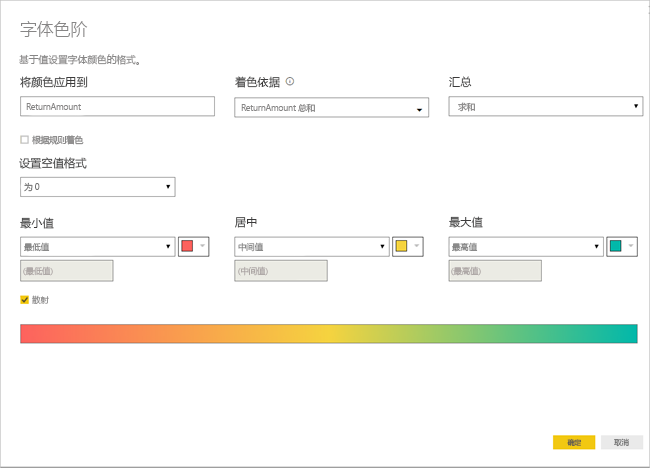 字体色阶
基于值设置字体颜色的格式。
将颜色应用到 着色依据 汇总
ReturnAmount ReturnAmount 总和 求和
根据规则着色
设置空值格式
为 0
最小值 居中 最大值
最低值 中间值 最高值
(最低值) (中间值) (最高值)
散射
确定 取消